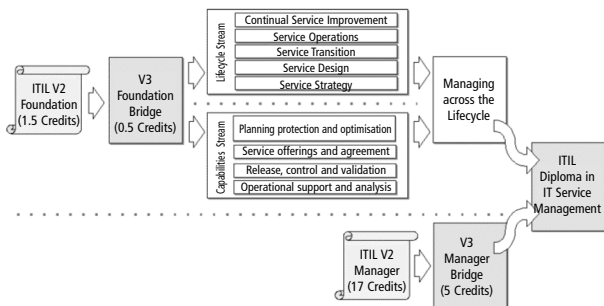 Lifecycle Stream
Continual Service Improvement
Service Operations
Service Transition
Service Design
Service Strategy
ITIL V2
Foundation
(1.5 Credits)
V3
Foundation
Bridge
(0.5 Credits)
Managing
across the
Lifecycle
Capabilities Stream
Planning protection and optimisation
Service offerings and agreement
Release, control and validation
Operational support and analysis
ITIL
Diploma in
IT Service
Management
ITIL V2
Manager
(17 Credits)
V3
Manager
Bridge
(5 Credits)